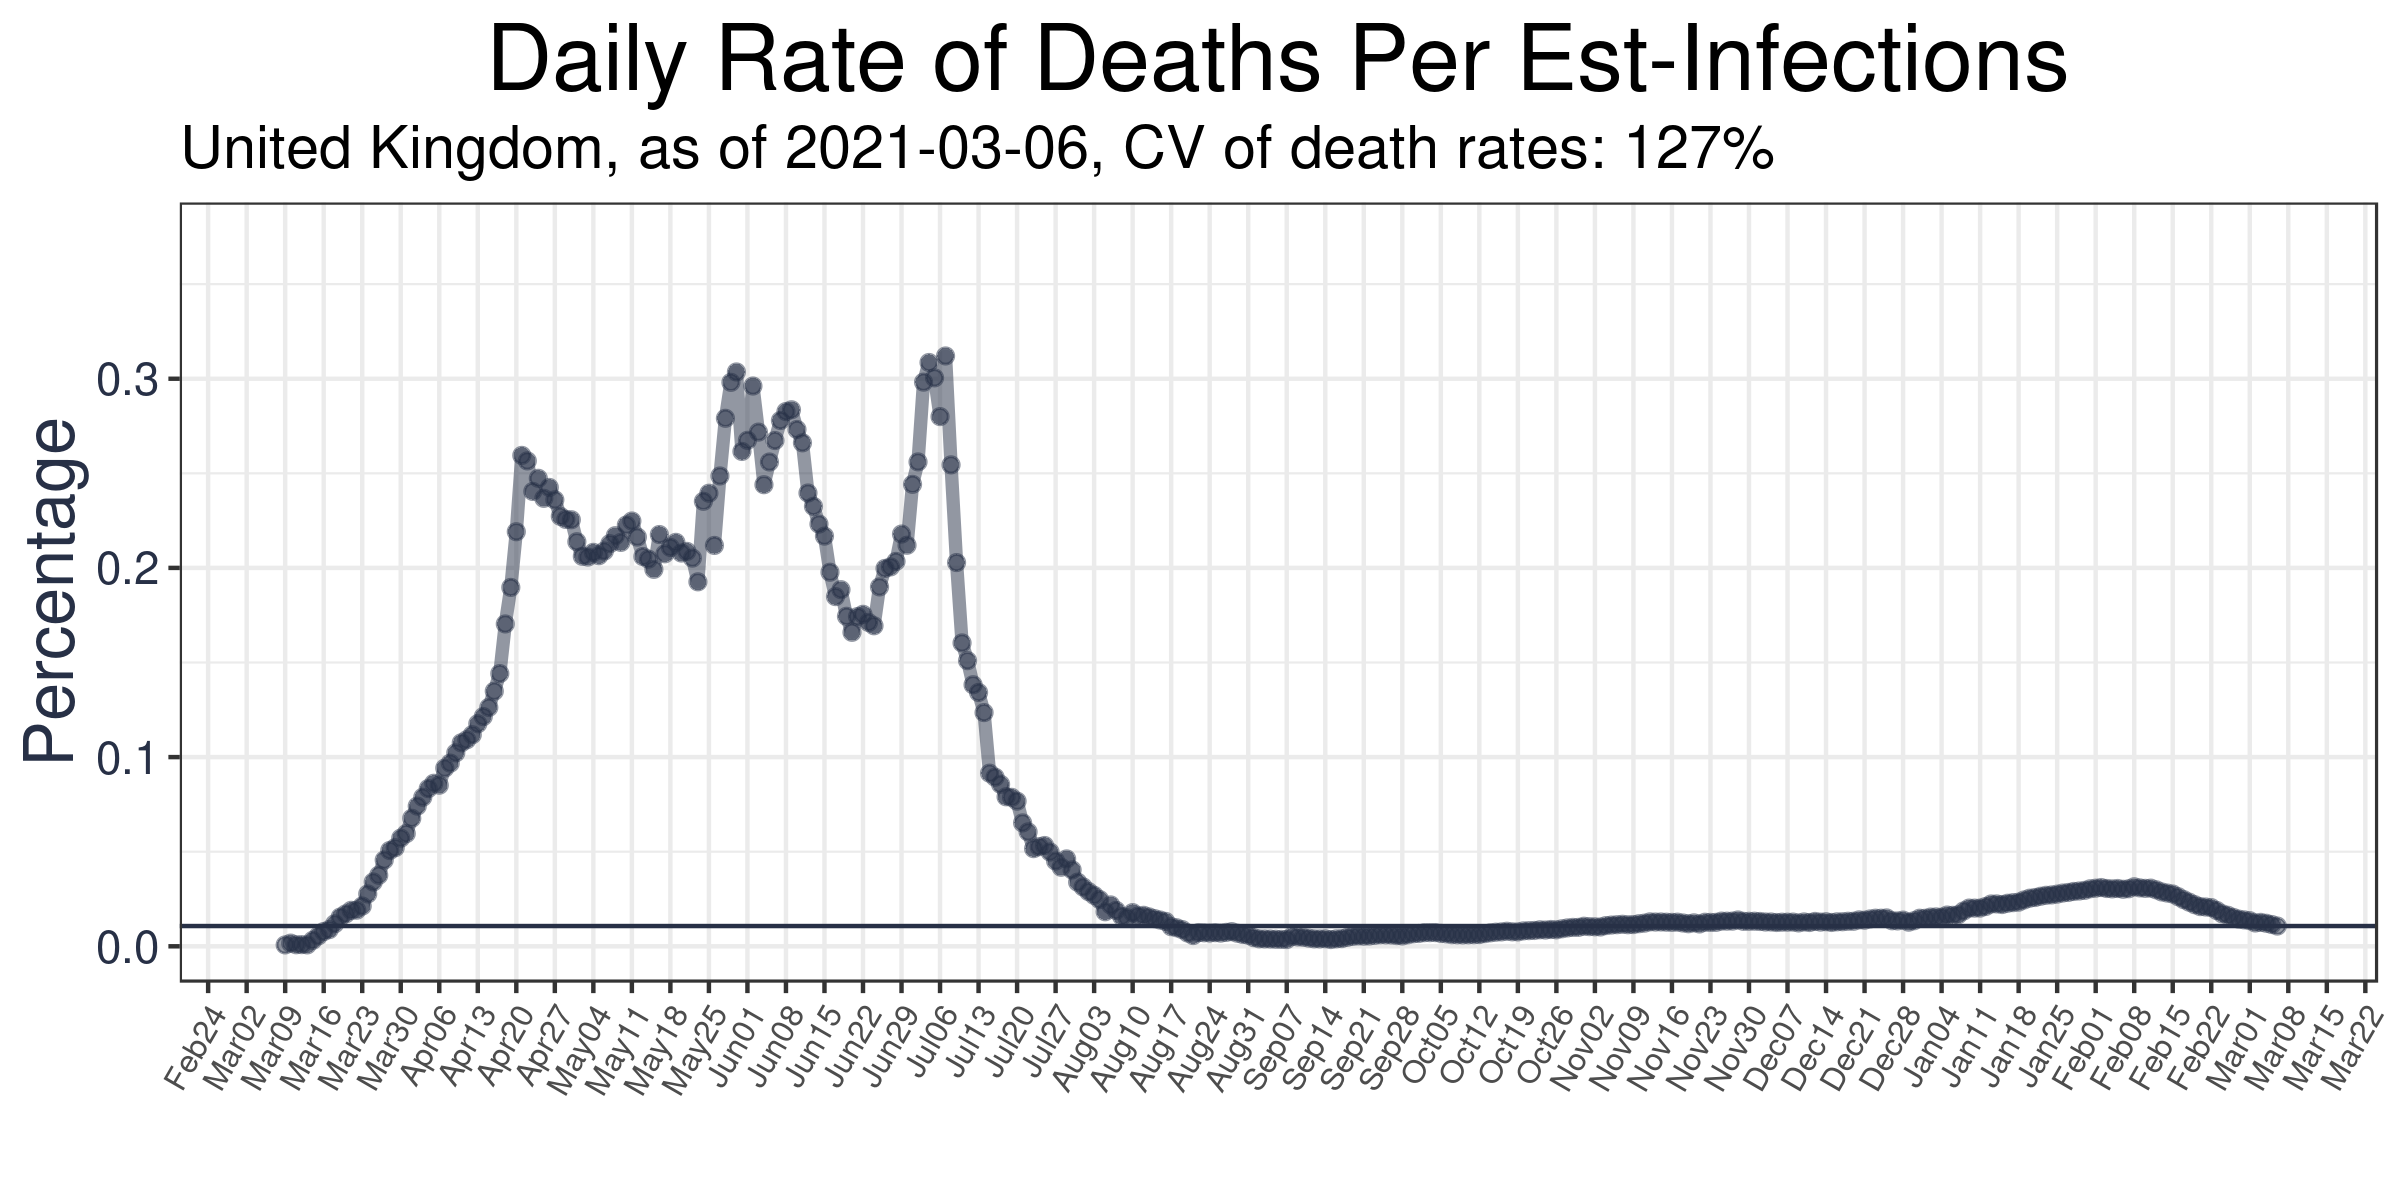 Daily Rate of Deaths Per Est-Infections
United Kingdom, as of 2021-03-06, CV of death rates: 127%
Percentage
0.3
0.2
0.1
0.0
Feb24 Mar02 Mar09 Mar16 Mar23 Mar30 Apr06 Apr13 Apr20 Apr27 May04 May11 May18 May25 Jun01 Jun08 Jun15 Jun22 Jun29 Jul06 Jul13 Jul20 Jul27 Aug03 Aug10 Aug17 Aug24 Aug31 Sep07 Sep14 Sep21 Sep28 Oct05 Oct12 Oct19 Oct26 Nov02 Nov09 Nov16 Nov23 Nov30 Dec07 Dec14 Dec21 Dec28 Jan04 Jan11 Jan18 Jan25 Feb01 Feb08 Feb15 Feb22 Mar01 Mar08 Mar15 Mar22